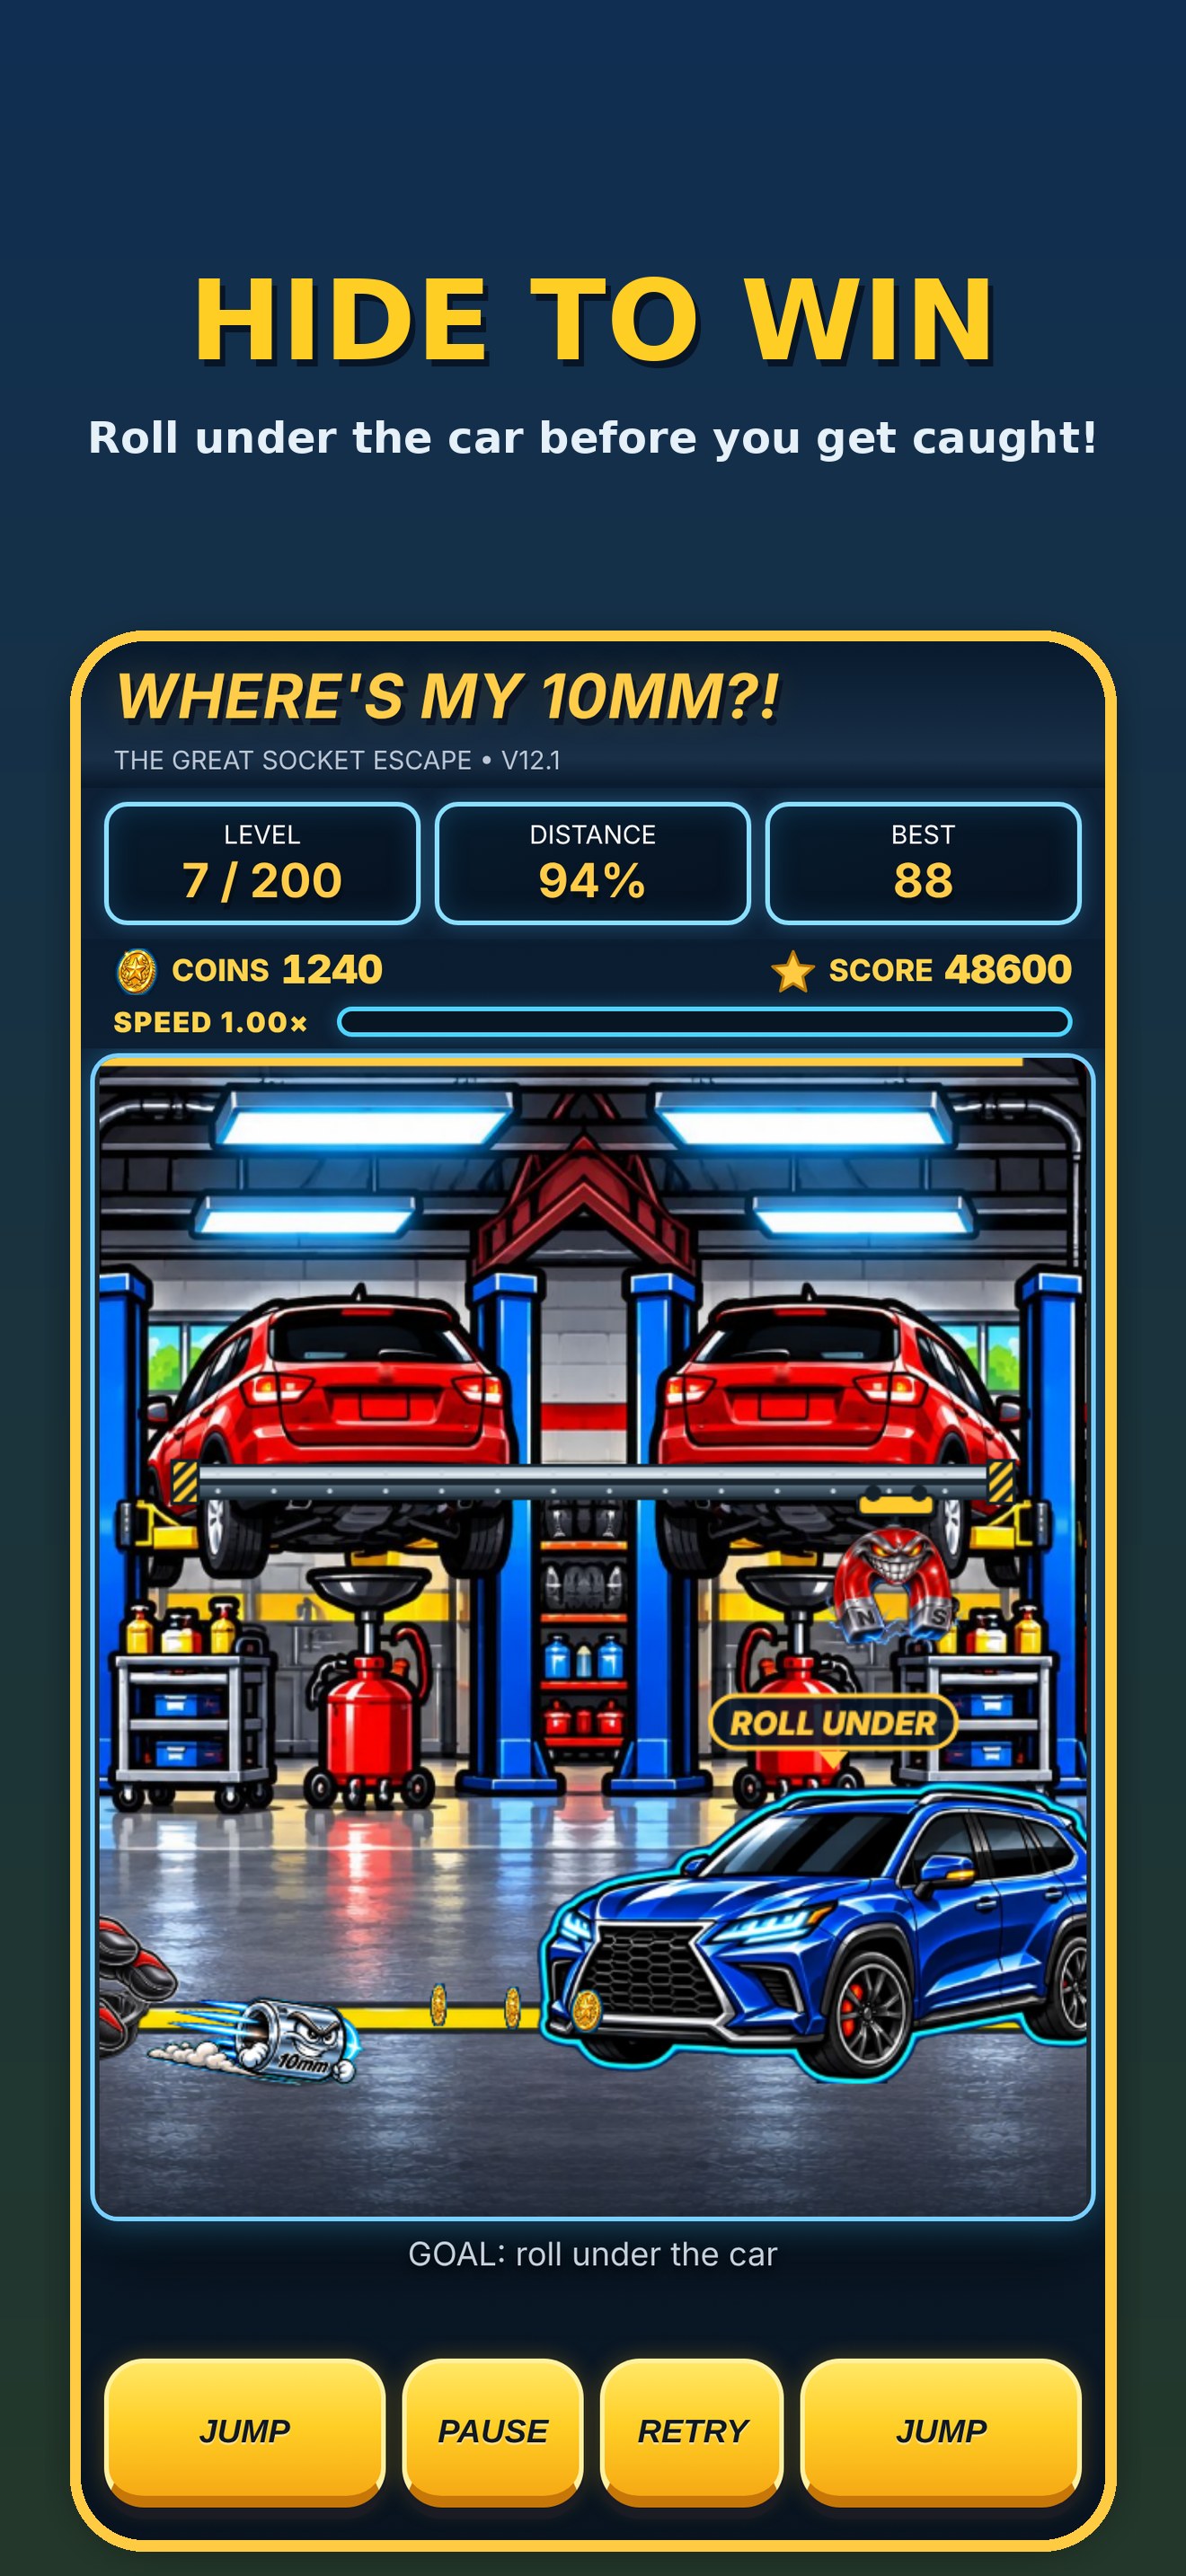 HIDE TO WIN
Roll under the car before you get caught!
WHERE'S MY 10MM?!
THE GREAT SOCKET ESCAPE • V12.1
LEVEL
7 / 200
DISTANCE
94%
BEST
88
COINS 1240
SCORE 48600
SPEED 1.00×
N S
ROLL UNDER
10mm
GOAL: roll under the car
JUMP
PAUSE
RETRY
JUMP